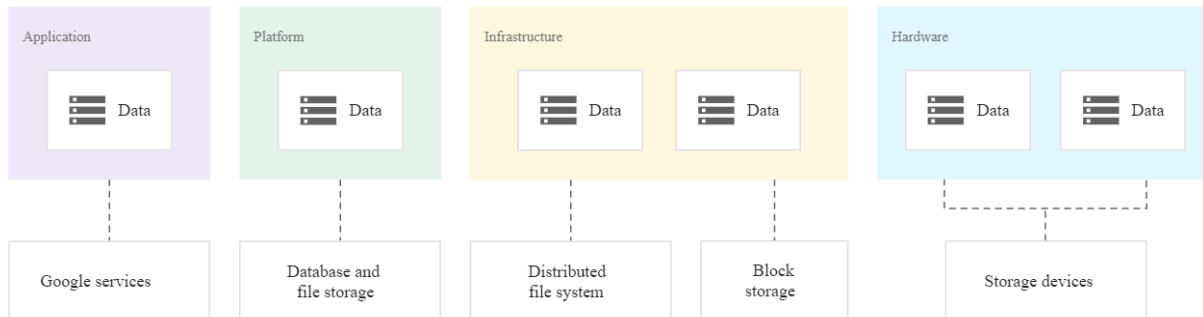 Application
Platform
Infrastructure
Hardware
Data
Data
Data
Data
Data
Data
Google services
Database and
file storage
Distributed
file system
Block
storage
Storage devices